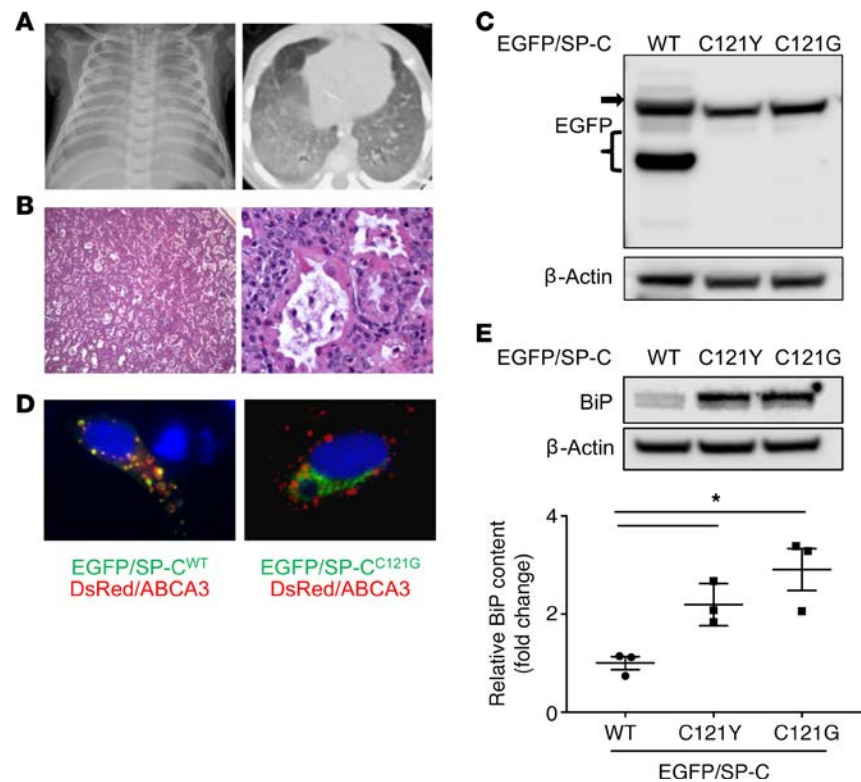 A
B
D
EGFP/SP-C^WT
DsRed/ABCA3
EGFP/SP-C^C121G
DsRed/ABCA3
C
EGFP/SP-C WT C121Y C121G
EGFP
β-Actin
E
EGFP/SP-C WT C121Y C121G
BiP
β-Actin
*
Relative BiP content
(fold change)
4
2
0
WT C121Y C121G
EGFP/SP-C